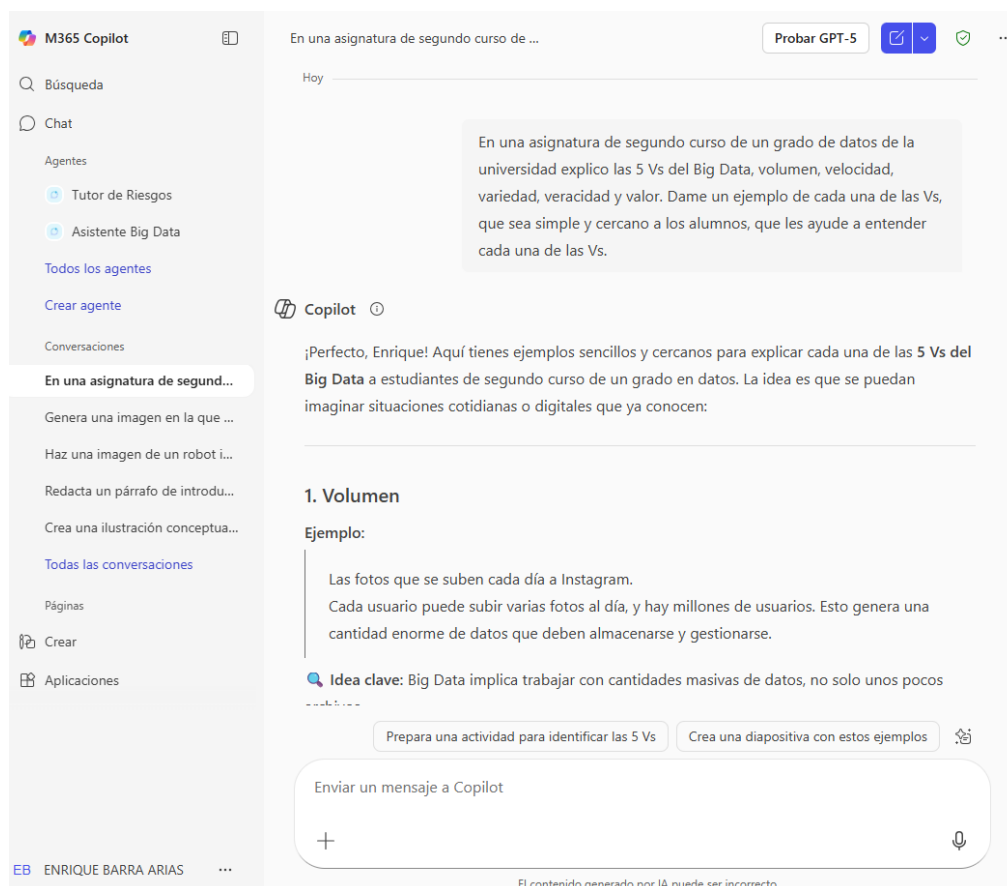 M365 Copilot
Búsqueda
Chat
Agentes
Tutor de Riesgos
Asistente Big Data
Todos los agentes
Crear agente
Conversaciones
En una asignatura de segund...
Genera una imagen en la que ...
Haz una imagen de un robot i...
Redacta un párrafo de introdu...
Crea una ilustración conceptua...
Todas las conversaciones
Páginas
Crear
Aplicaciones
EB ENRIQUE BARRA ARIAS ...
En una asignatura de segundo curso de ...
Probar GPT-5
Hoy
En una asignatura de segundo curso de un grado de datos de la
universidad explico las 5 Vs del Big Data, volumen, velocidad,
variedad, veracidad y valor. Dame un ejemplo de cada una de las Vs,
que sea simple y cercano a los alumnos, que les ayude a entender
cada una de las Vs.
Copilot
¡Perfecto, Enrique! Aquí tienes ejemplos sencillos y cercanos para explicar cada una de las 5 Vs del
Big Data a estudiantes de segundo curso de un grado en datos. La idea es que se puedan
imaginar situaciones cotidianas o digitales que ya conocen:
1. Volumen
Ejemplo:
Las fotos que se suben cada día a Instagram.
Cada usuario puede subir varias fotos al día, y hay millones de usuarios. Esto genera una
cantidad enorme de datos que deben almacenarse y gestionarse.
Idea clave: Big Data implica trabajar con cantidades masivas de datos, no solo unos pocos
Prepara una actividad para identificar las 5 Vs
Crea una diapositiva con estos ejemplos
Enviar un mensaje a Copilot
El contenido generado por IA puede ser incorrecto